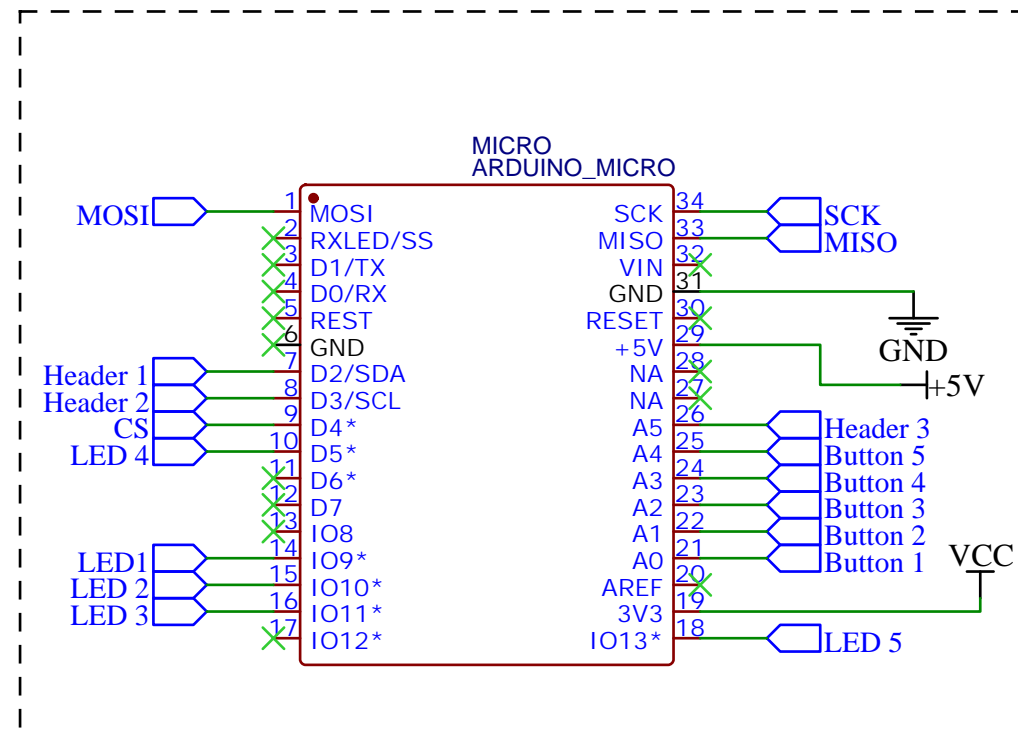 MICRO
ARDUINO_MICRO
MOSI 1 MOSI SCK 34 SCK
2 RXLED/SS MISO 33 MISO
3 D1/TX VIN 32
4 D0/RX GND 31
5 REST RESET 30
6 GND +5V 29 GND
Header 1 7 D2/SDA NA 28 +5V
Header 2 8 D3/SCL NA 27
CS 9 D4* A5 26 Header 3
LED 4 10 D5* A4 25 Button 5
11 D6* A3 24 Button 4
12 D7 A2 23 Button 3
13 IO8 A1 22 Button 2
LED1 14 IO9* A0 21 Button 1 VCC
LED 2 15 IO10* AREF 20
LED 3 16 IO11* 3V3 19
17 IO12* IO13* 18 LED 5